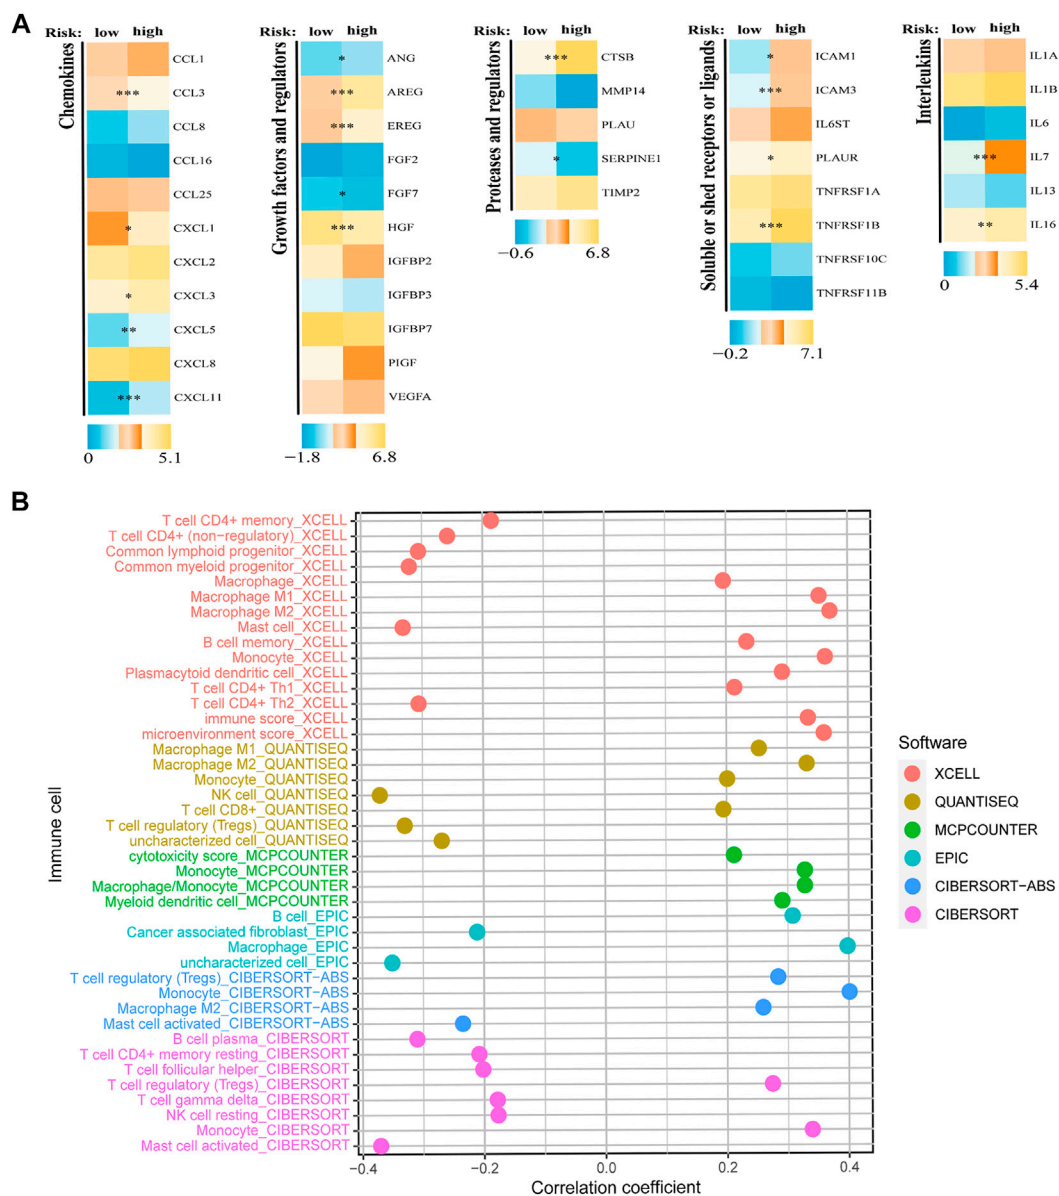 A
Risk: low high
Chemokines
CCL1
CCL3
***
CCL8
CCL16
CCL25
CXCL1
*
CXCL2
CXCL3
*
CXCL5
**
CXCL8
CXCL11
***
0 5.1
Risk: low high
Growth factors and regulators
ANG
*
AREG
***
EREG
***
FGF2
FGF7
*
HGF
***
IGFBP2
IGFBP3
IGFBP7
PIGF
VEGFA
−1.8 6.8
Risk: low high
Proteases and regulators
CTSB
***
MMP14
PLAU
SERPINE1
*
TIMP2
−0.6 6.8
Risk: low high
Soluble or shed receptors or ligands
ICAM1
*
ICAM3
***
IL6ST
PLAUR
*
TNFRSF1A
TNFRSF1B
***
TNFRSF10C
TNFRSF11B
−0.2 7.1
Risk: low high
Interleukins
IL1A
IL1B
IL6
IL7
***
IL13
IL16
**
0 5.4
B
Immune cell
T cell CD4+ memory_XCELL
T cell CD4+ (non-regulatory)_XCELL
Common lymphoid progenitor_XCELL
Common myeloid progenitor_XCELL
Macrophage_XCELL
Macrophage M1_XCELL
Macrophage M2_XCELL
Mast cell_XCELL
B cell memory_XCELL
Monocyte_XCELL
Plasmacytoid dendritic cell_XCELL
T cell CD4+ Th1_XCELL
T cell CD4+ Th2_XCELL
immune score_XCELL
microenvironment score_XCELL
Macrophage M1_QUANTISEQ
Macrophage M2_QUANTISEQ
Monocyte_QUANTISEQ
NK cell_QUANTISEQ
T cell CD8+_QUANTISEQ
T cell regulatory (Tregs)_QUANTISEQ
uncharacterized cell_QUANTISEQ
cytotoxicity score_MCPCOUNTER
Monocyte_MCPCOUNTER
Macrophage/Monocyte_MCPCOUNTER
Myeloid dendritic cell_MCPCOUNTER
B cell_EPIC
Cancer associated fibroblast_EPIC
Macrophage_EPIC
uncharacterized cell_EPIC
T cell regulatory (Tregs)_CIBERSORT−ABS
Monocyte_CIBERSORT−ABS
Macrophage M2_CIBERSORT−ABS
Mast cell activated_CIBERSORT−ABS
B cell plasma_CIBERSORT
T cell CD4+ memory resting_CIBERSORT
T cell follicular helper_CIBERSORT
T cell regulatory (Tregs)_CIBERSORT
T cell gamma delta_CIBERSORT
NK cell resting_CIBERSORT
Monocyte_CIBERSORT
Mast cell activated_CIBERSORT
−0.4 −0.2 0.0 0.2 0.4
Correlation coefficient
Software
XCELL
QUANTISEQ
MCPCOUNTER
EPIC
CIBERSORT−ABS
CIBERSORT